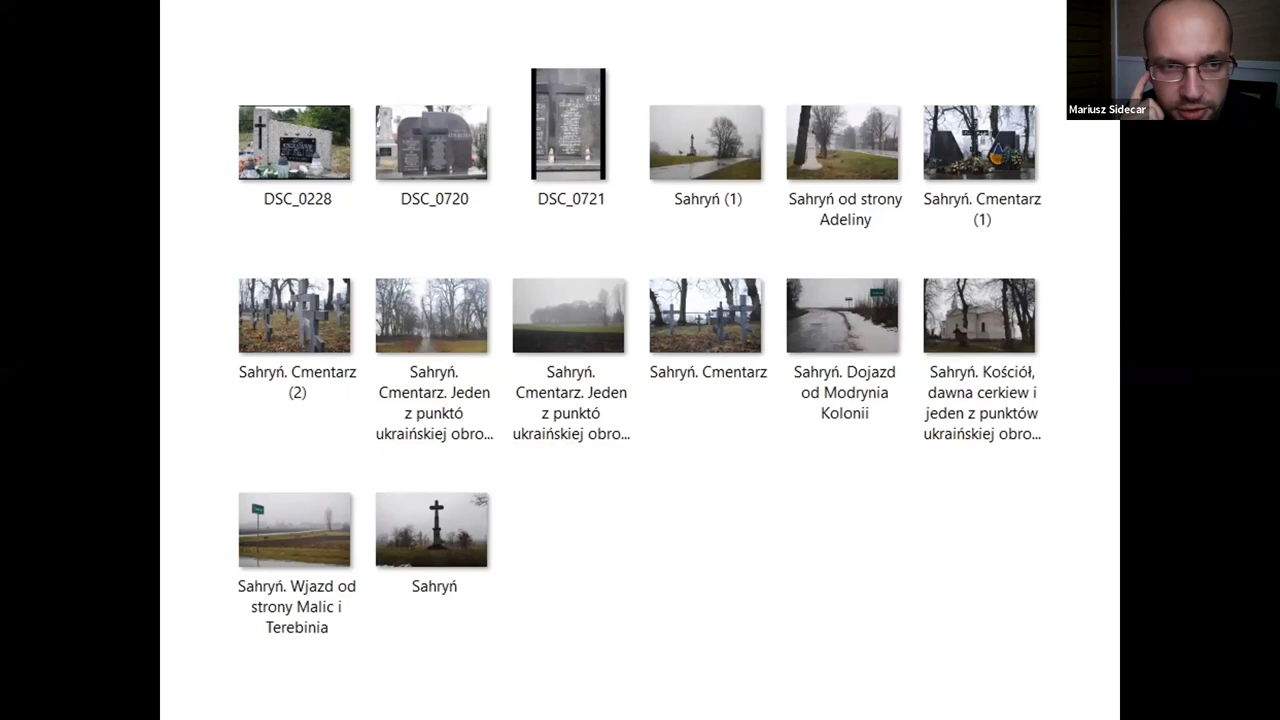 Mariusz Sidecar
DSC_0228
DSC_0720
DSC_0721
Sahryń (1)
Sahryń od strony
Adeliny
Sahryń. Cmentarz
(1)
Sahryń. Cmentarz
(2)
Sahryń.
Cmentarz. Jeden
z punktó
ukraińskiej obro...
Sahryń.
Cmentarz. Jeden
z punktó
ukraińskiej obro...
Sahryń. Cmentarz
Sahryń. Dojazd
od Modrynia
Kolonii
Sahryń. Kościół,
dawna cerkiew i
jeden z punktów
ukraińskiej obro...
Sahryń. Wjazd od
strony Malic i
Terebinia
Sahryń